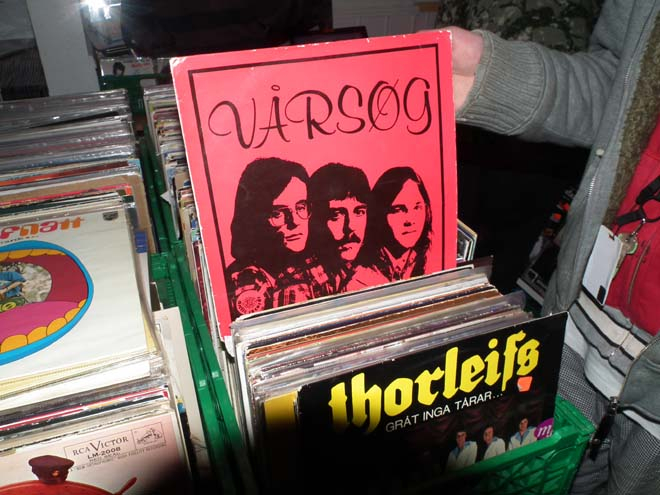 VÅRSØG
thorleifs
GRÅT INGA TÅRAR...
m
RCA VICTOR
LM-2008